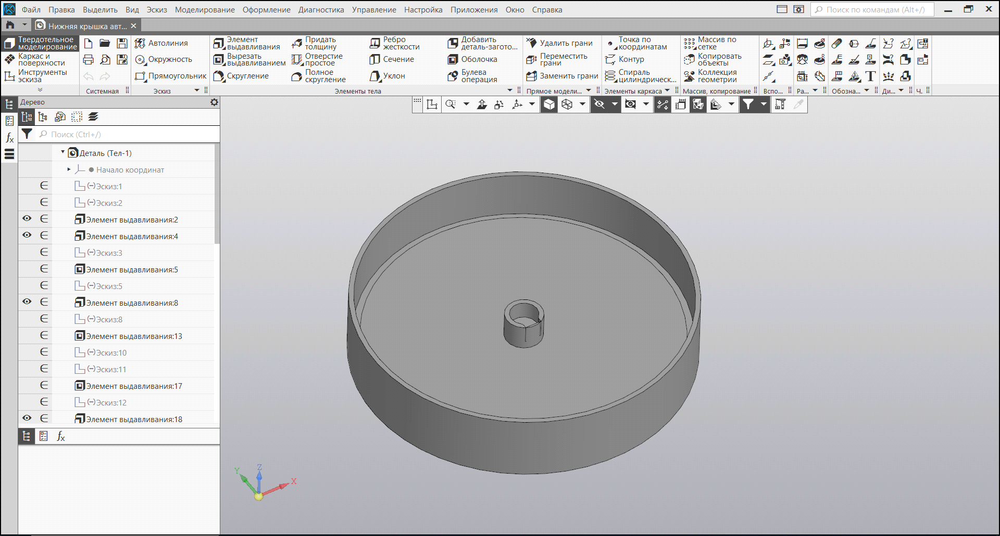 Файл Правка Выделить Вид Эскиз Моделирование Оформление Диагностика Управление Настройка Приложения Окно Справка Поиск по командам (Alt+/)
Нижняя крышка авт...
Твердотельное моделирование
Каркас и поверхности
Инструменты эскиза
Системная
Автолиния
Окружность
Прямоугольник
Эскиз
Элемент выдавливания
Вырезать выдавливанием
Скругление
Придать толщину
Отверстие простое
Полное скругление
Ребро жесткости
Сечение
Уклон
Добавить деталь-загото...
Оболочка
Булева операция
Элементы тела
Удалить грани
Переместить грани
Заменить грани
Прямое модели...
Точка по координатам
Контур
Спираль цилиндрическ...
Элементы каркаса
Массив по сетке
Копировать объекты
Коллекция геометрии
Массив, копирование
Вспо...
Ра...
Обозна...
Ди...
Ч.
Дерево
Поиск (Ctrl+/)
Деталь (Тел-1)
Начало координат
(−)Эскиз:1
(−)Эскиз:2
Элемент выдавливания:2
Элемент выдавливания:4
(−)Эскиз:3
Элемент выдавливания:5
(−)Эскиз:5
Элемент выдавливания:8
(−)Эскиз:8
Элемент выдавливания:13
(−)Эскиз:10
(−)Эскиз:11
Элемент выдавливания:17
(−)Эскиз:12
Элемент выдавливания:18
fx
Z
Y
X